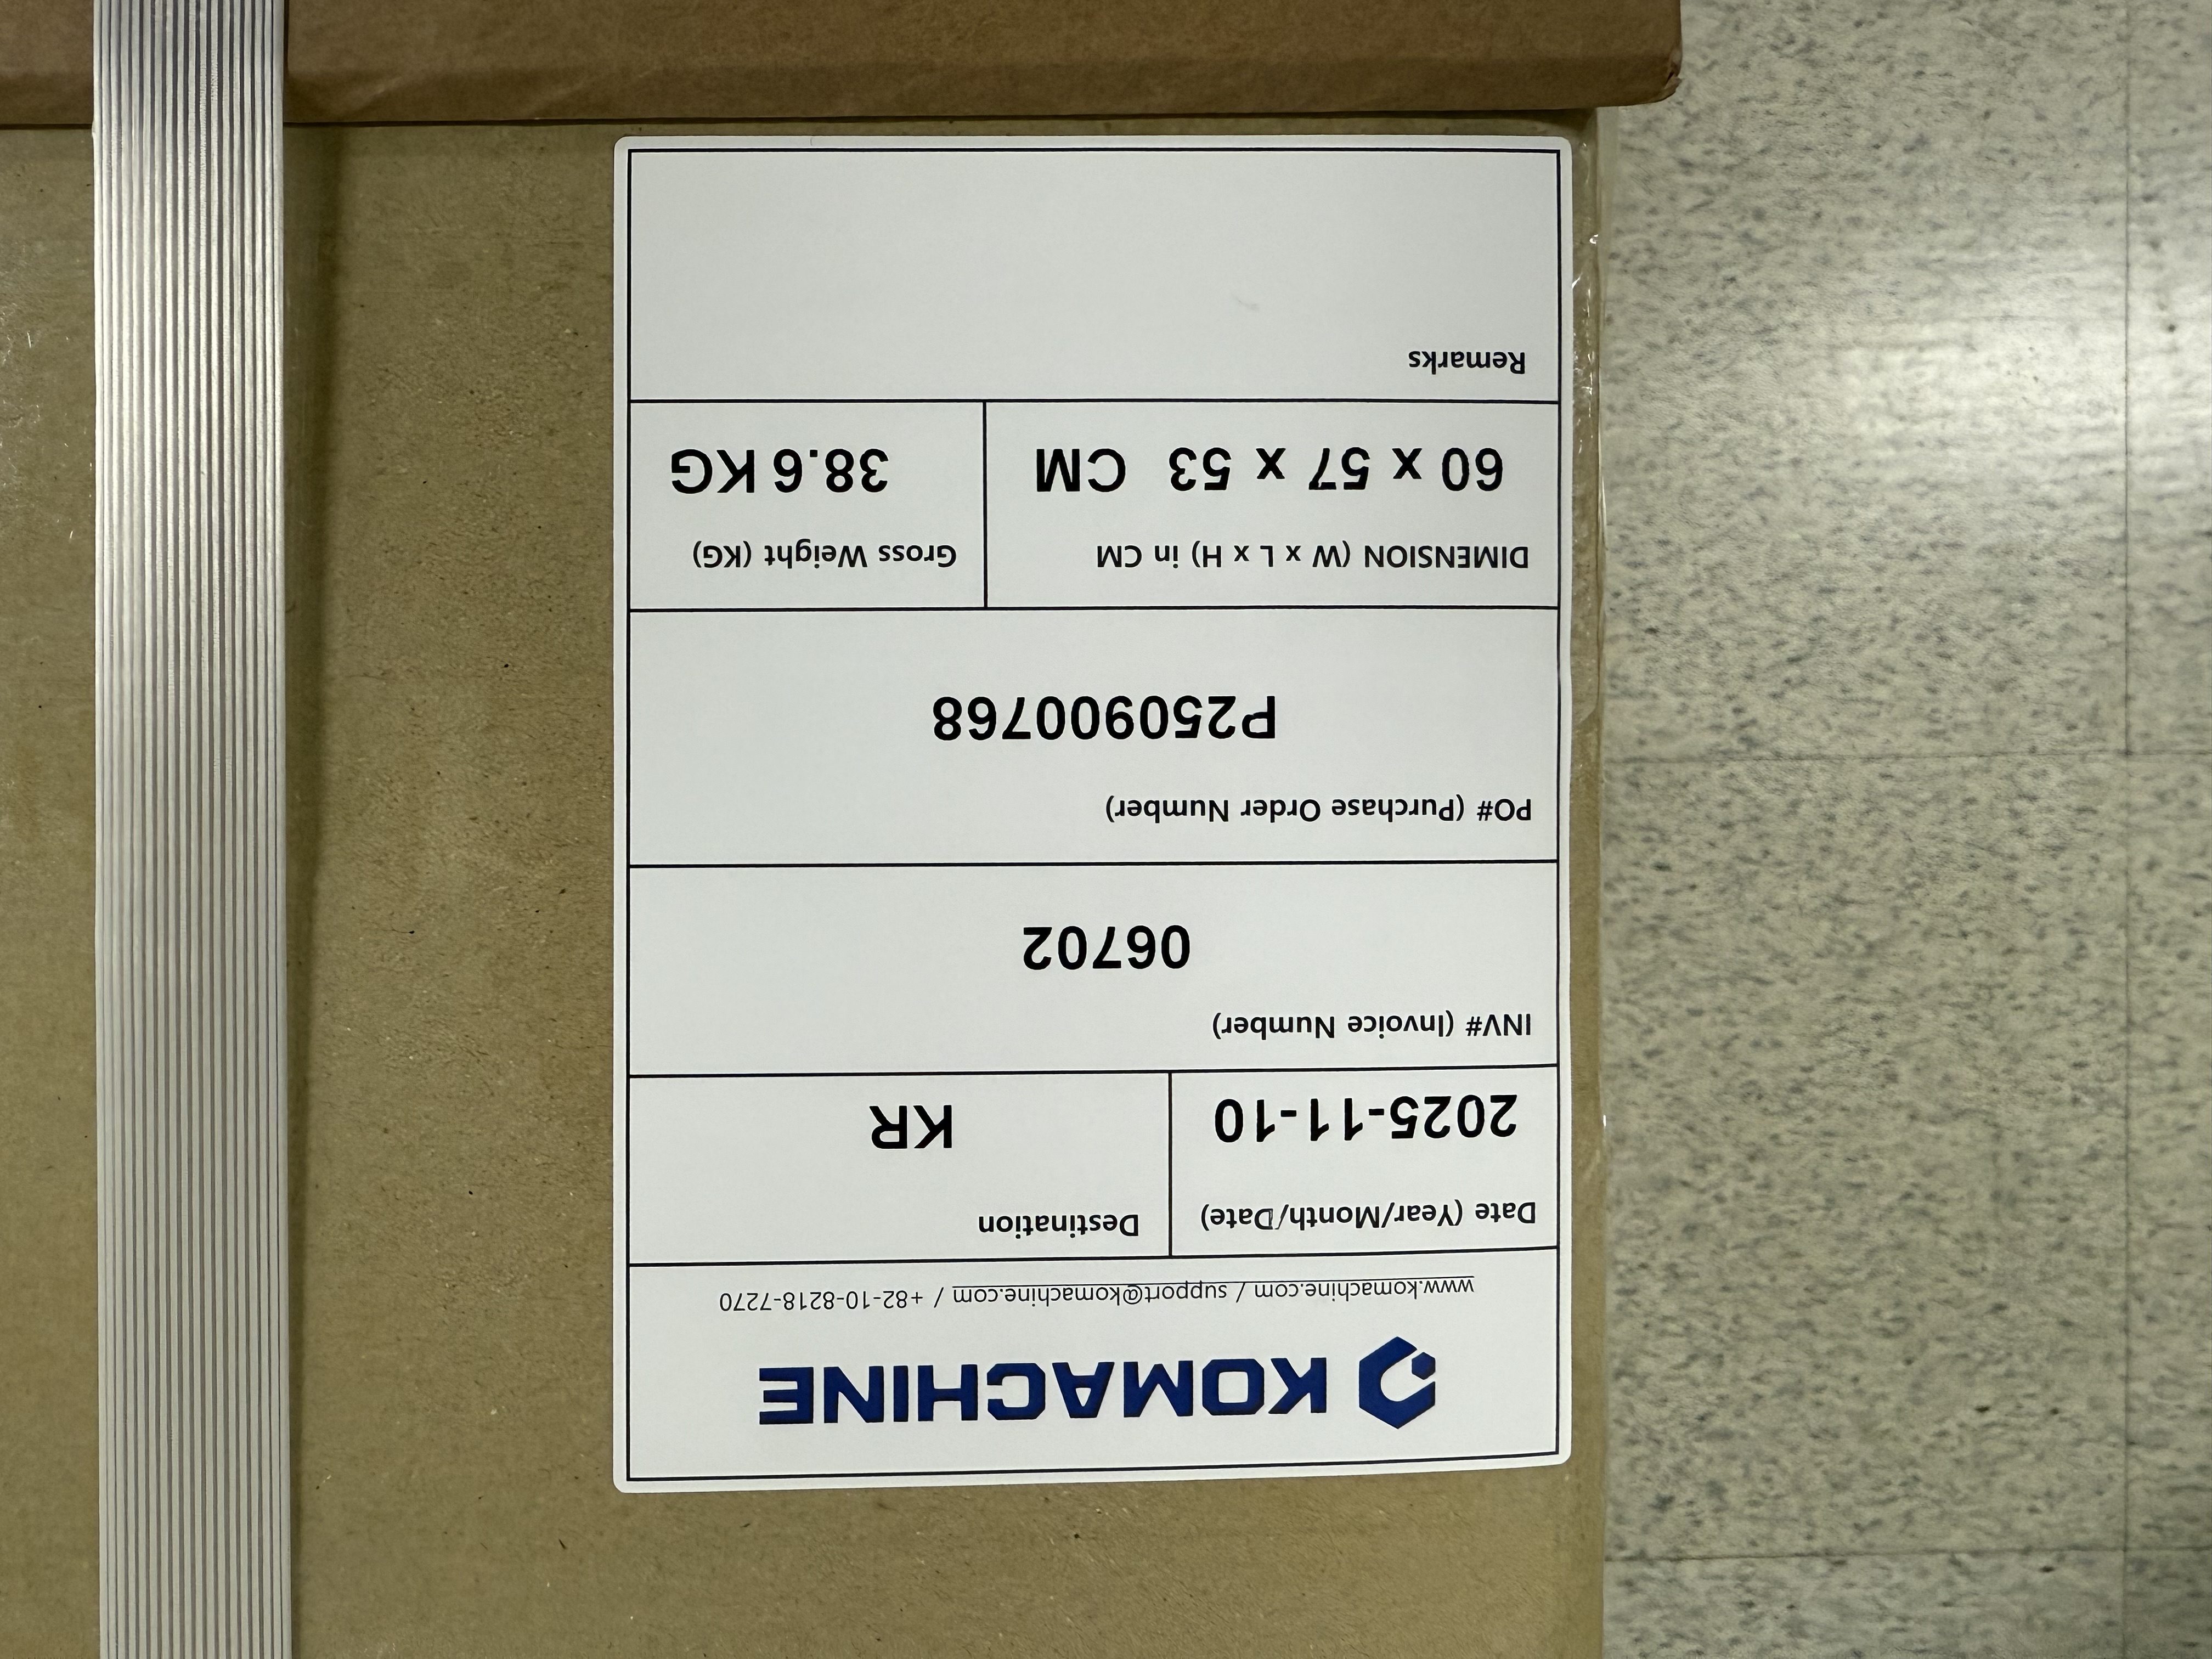 KOMACHINE
www.komachine.com / support@komachine.com / +82-10-8218-7270
Date (Year/Month/Date)
2025-11-10
Destination
KR
INV# (Invoice Number)
06702
PO# (Purchase Order Number)
P250900768
DIMENSION (W x L x H) in CM
60 x 57 x 53 CM
Gross Weight (KG)
38.6 KG
Remarks